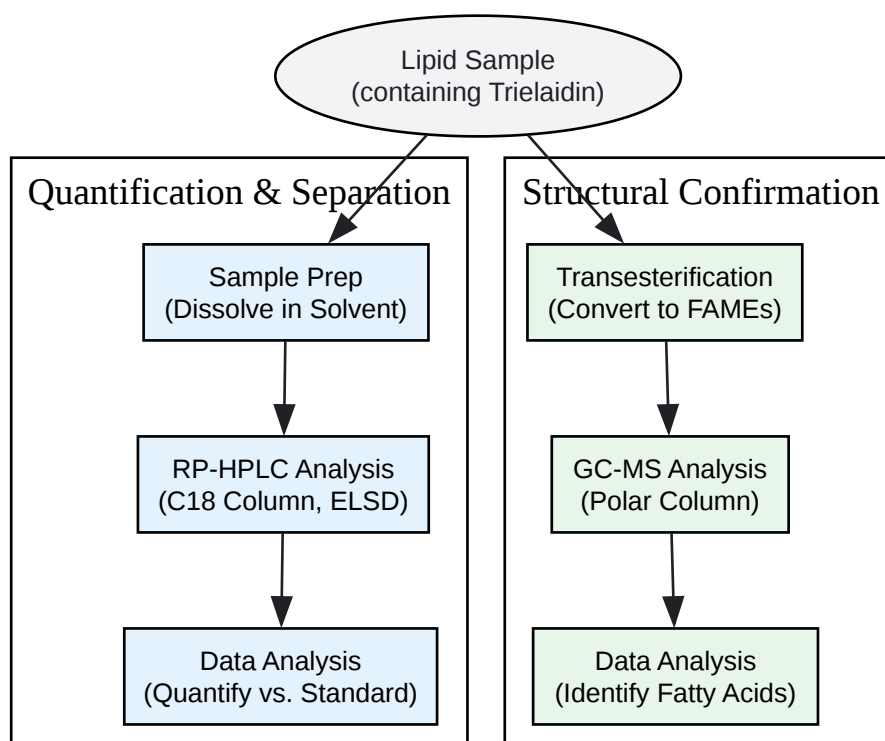 Lipid Sample
(containing Trielaidin)
Quantification & Separation
Sample Prep
(Dissolve in Solvent)
RP-HPLC Analysis
(C18 Column, ELSD)
Data Analysis
(Quantify vs. Standard)
Structural Confirmation
Transesterification
(Convert to FAMEs)
GC-MS Analysis
(Polar Column)
Data Analysis
(Identify Fatty Acids)